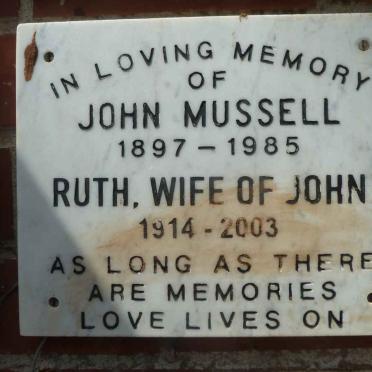 IN LOVING MEMORY
OF
JOHN MUSSELL
1897 - 1985
RUTH, WIFE OF JOHN
1914 - 2003
AS LONG AS THERE
ARE MEMORIES
LOVE LIVES ON